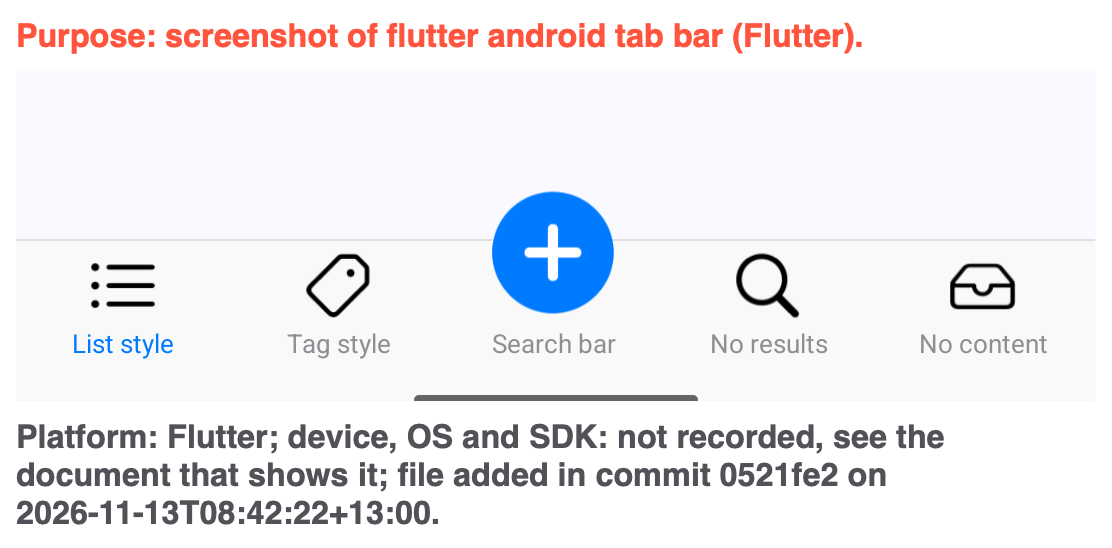 Purpose: screenshot of flutter android tab bar (Flutter).
List style
Tag style
Search bar
No results
No content
Platform: Flutter; device, OS and SDK: not recorded, see the
document that shows it; file added in commit 0521fe2 on
2026-11-13T08:42:22+13:00.